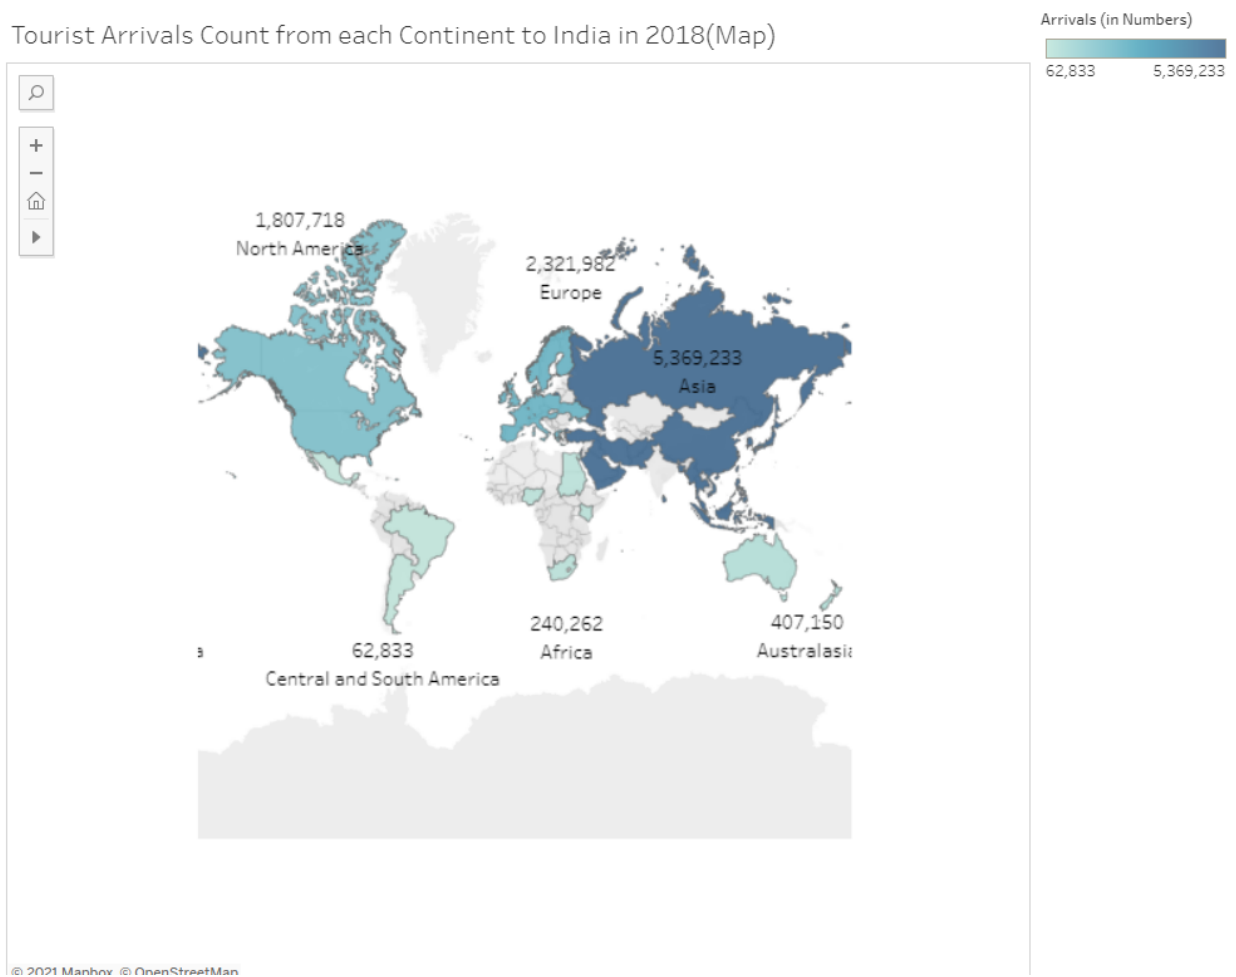 Tourist Arrivals Count from each Continent to India in 2018(Map)
Arrivals (in Numbers)
62,833 5,369,233
1,807,718
North America
2,321,982
Europe
5,369,233
Asia
240,262
Africa
407,150
Australasia
a
62,833
Central and South America
© 2021 Mapbox © OpenStreetMap